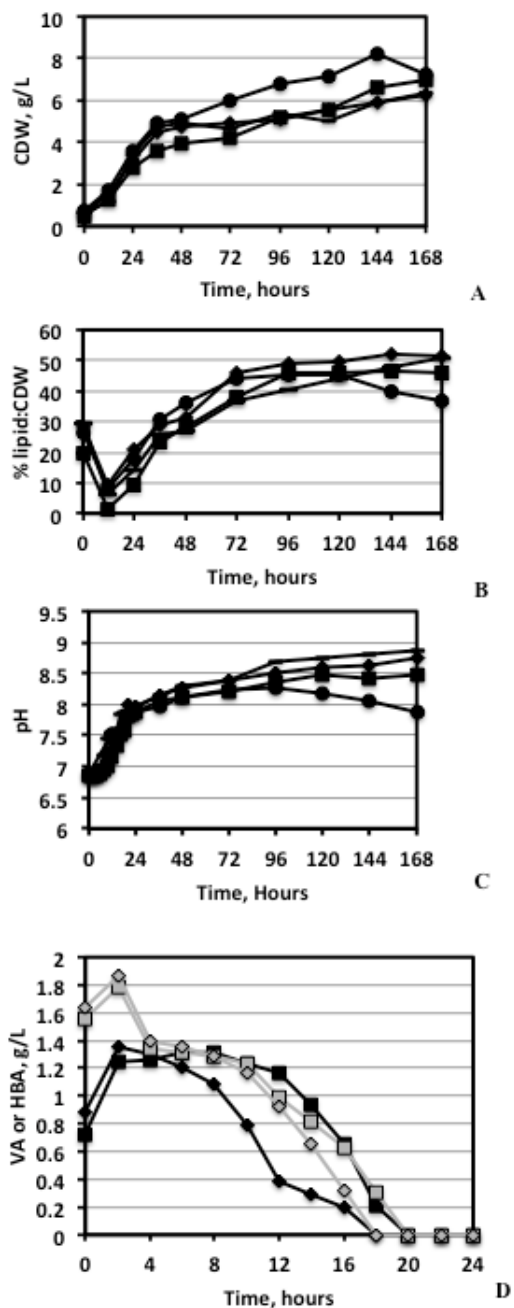 10
8
6
4
2
0
CDW, g/L
0 12 24 36 48 72 96 120 144 168
Time, hours
A
60
50
40
30
20
10
0
% lipid:CDW
0 24 48 72 96 120 144 168
Time, hours
B
9.5
9
8.5
8
7.5
7
6.5
6
pH
0 24 48 72 96 120 144 168
Time, Hours
C
2
1.8
1.6
1.4
1.2
1
0.8
0.6
0.4
0.2
0
VA or HBA, g/L
0 4 8 12 16 20 24
Time, hours
D